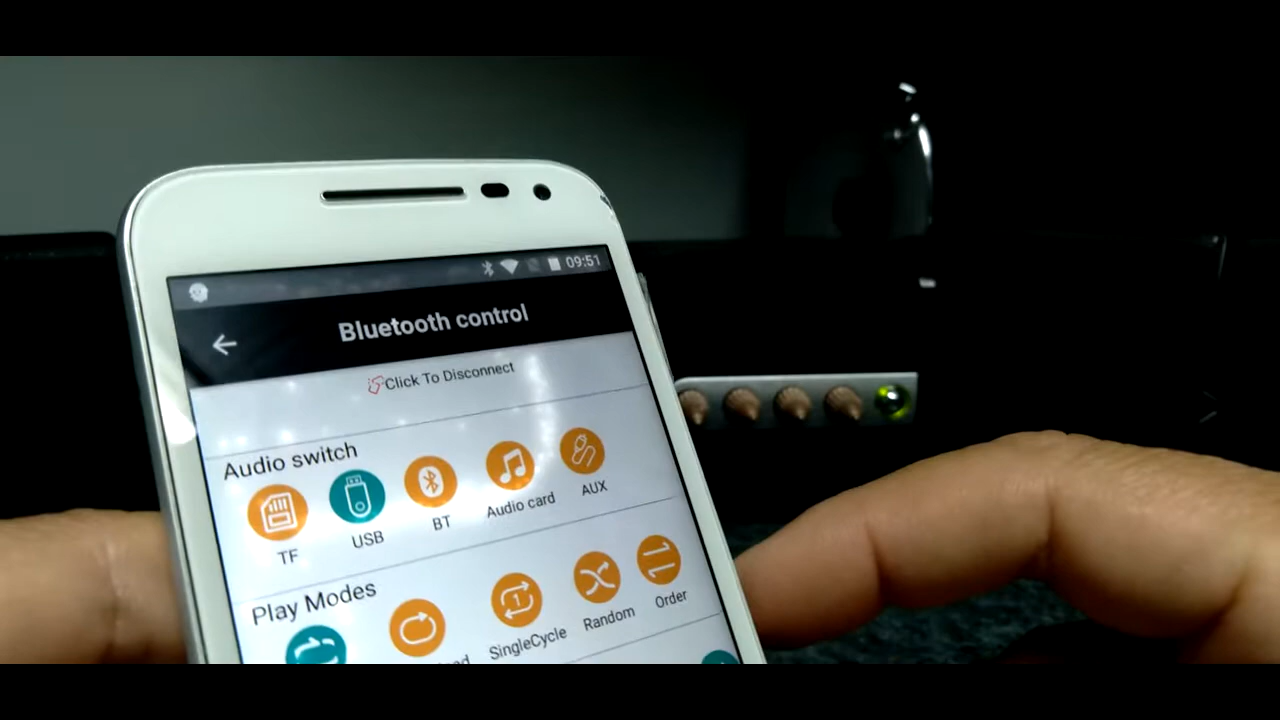 09:51
Bluetooth control
Click To Disconnect
Audio switch
TF
USB
BT
Audio card
AUX
Play Modes
SingleCycle
Random
Order
1